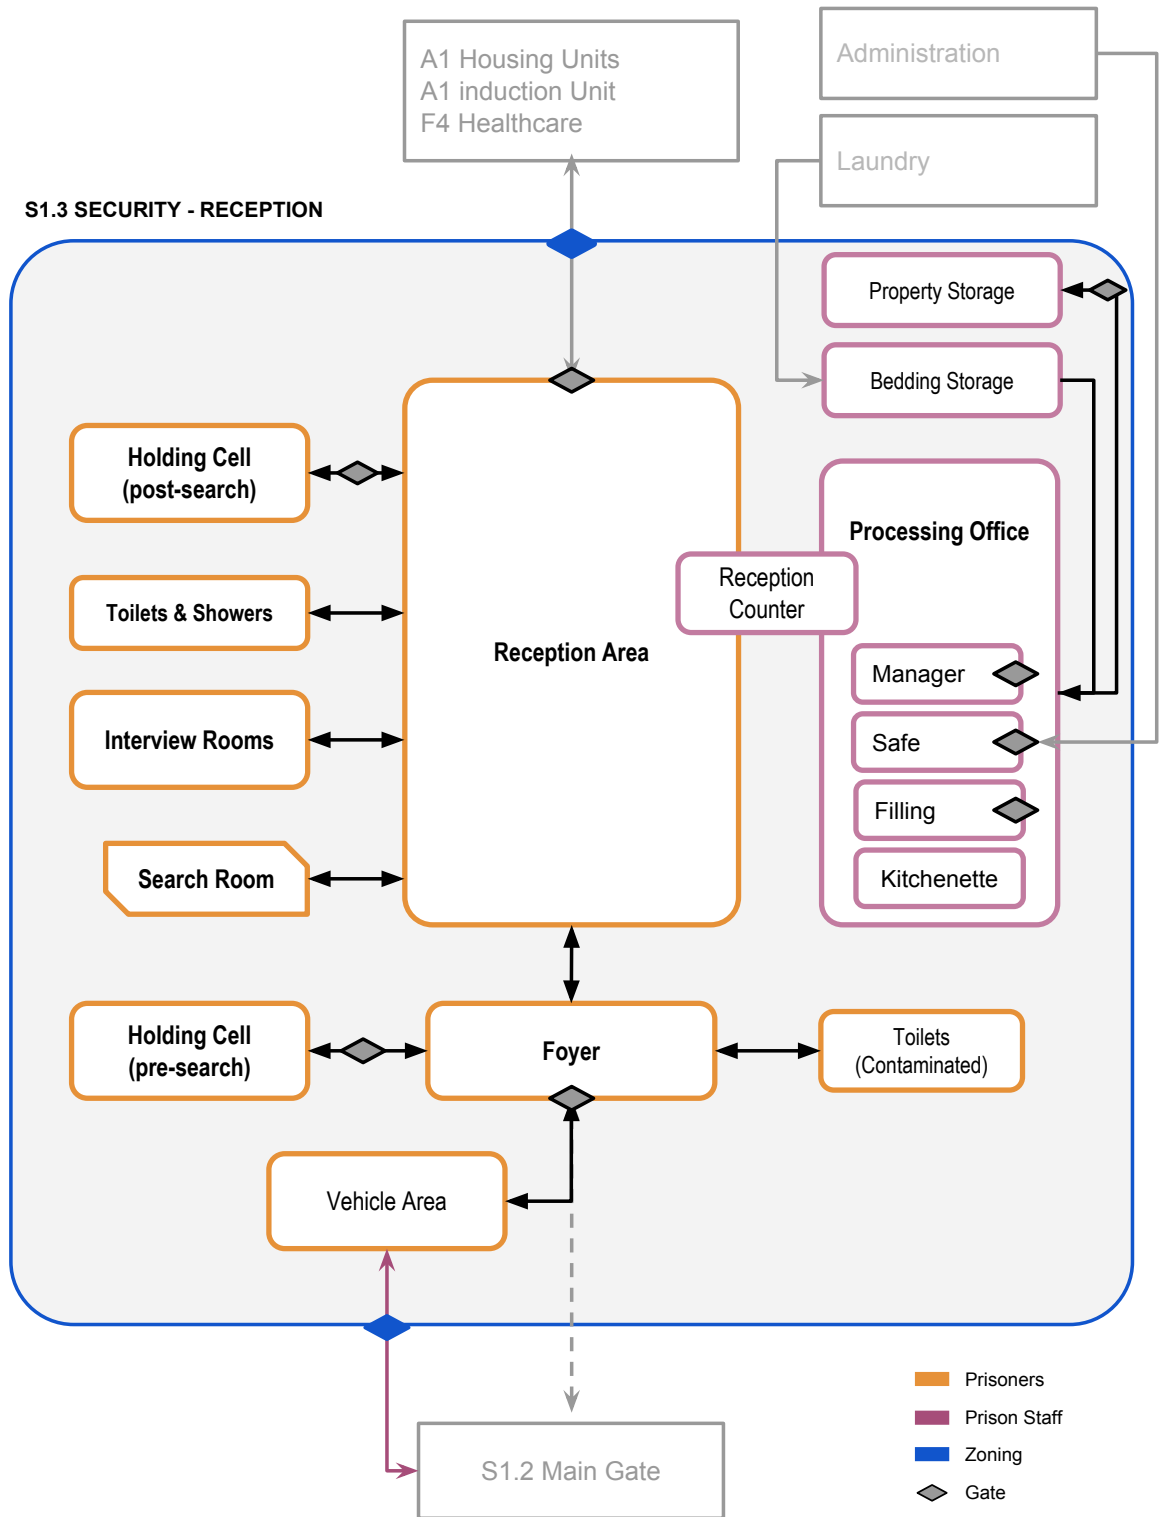 A1 Housing Units
A1 induction Unit
F4 Healthcare
Administration
Laundry
S1.3 SECURITY - RECEPTION
Property Storage
Bedding Storage
Holding Cell
(post-search)
Processing Office
Reception
Counter
Toilets & Showers
Reception Area
Manager
Interview Rooms
Safe
Filling
Search Room
Kitchenette
Holding Cell
(pre-search)
Foyer
Toilets
(Contaminated)
Vehicle Area
Prisoners
Prison Staff
Zoning
Gate
S1.2 Main Gate